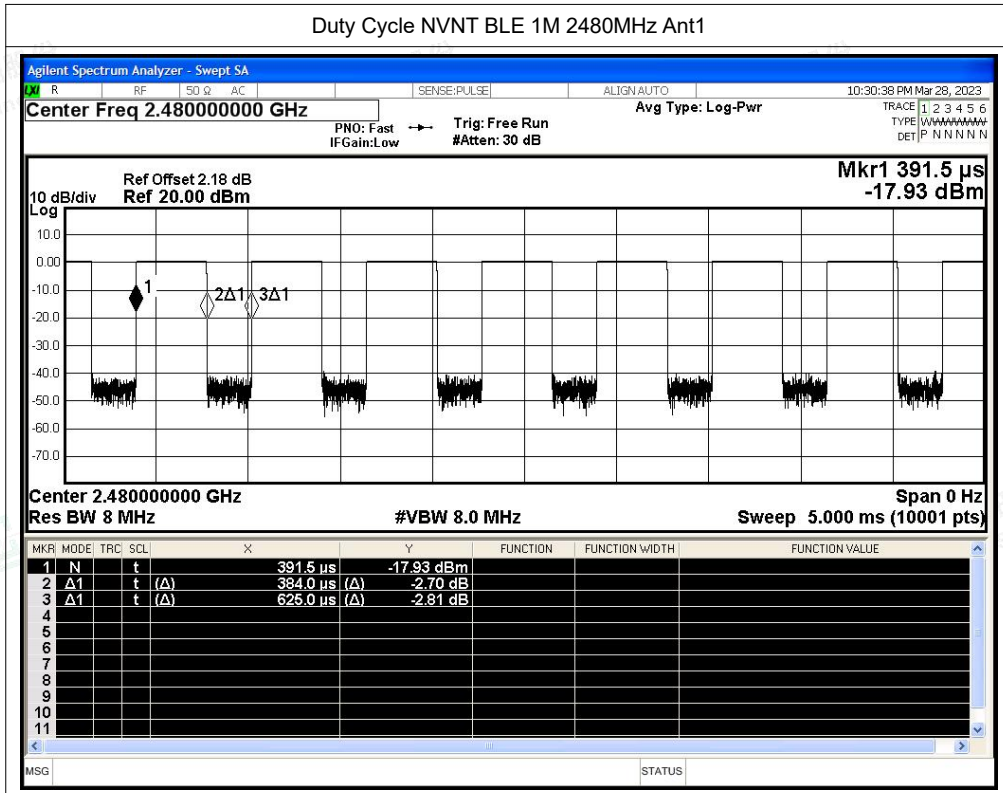 Duty Cycle NVNT BLE 1M 2480MHz Ant1
Agilent Spectrum Analyzer - Swept SA
LXI R RF 50 Ω AC SENSE:PULSE ALIGN AUTO 10:30:38 PM Mar 28, 2023
Center Freq 2.480000000 GHz Avg Type: Log-Pwr TRACE 1 2 3 4 5 6
PNO: Fast Trig: Free Run TYPE WWWWWW
IFGain:Low #Atten: 30 dB DET P N N N N N
Mkr1 391.5 µs
-17.93 dBm
Ref Offset 2.18 dB
10 dB/div Ref 20.00 dBm
Log
10.0
0.00
-10.0
-20.0
-30.0
-40.0
-50.0
-60.0
-70.0
1 2Δ1 3Δ1
Center 2.480000000 GHz Span 0 Hz
Res BW 8 MHz #VBW 8.0 MHz Sweep 5.000 ms (10001 pts)
MKR MODE TRC SCL X Y FUNCTION FUNCTION WIDTH FUNCTION VALUE
1 N t 391.5 µs -17.93 dBm
2 Δ1 t (Δ) 384.0 µs (Δ) -2.70 dB
3 Δ1 t (Δ) 625.0 µs (Δ) -2.81 dB
4
5
6
7
8
9
10
11
MSG STATUS